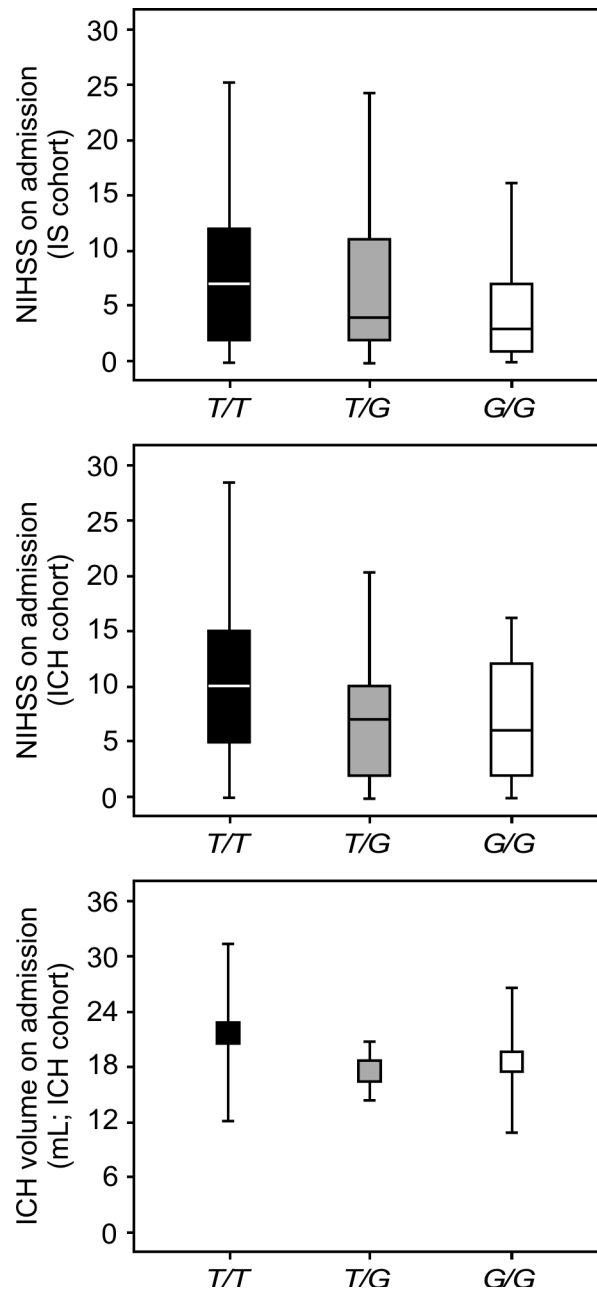 NIHSS on admission
(IS cohort)
30
25
20
15
10
5
0
T/T T/G G/G
NIHSS on admission
(ICH cohort)
30
25
20
15
10
5
0
T/T T/G G/G
ICH volume on admission
(mL; ICH cohort)
36
30
24
18
12
6
0
T/T T/G G/G